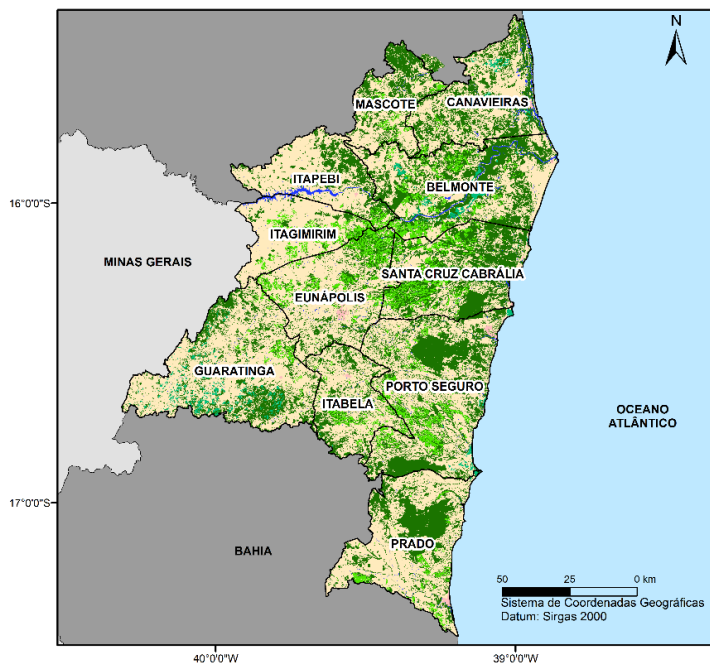 N
MASCOTE
CANAVIEIRAS
ITAPEBI
BELMONTE
16°0'0"S
ITAGIMIRIM
MINAS GERAIS
SANTA CRUZ CABRÁLIA
EUNÁPOLIS
GUARATINGA
PORTO SEGURO
ITABELA
OCEANO
ATLÂNTICO
17°0'0"S
PRADO
BAHIA
50 25 0 km
Sistema de Coordenadas Geográficas
Datum: Sirgas 2000
40°0'0"W 39°0'0"W